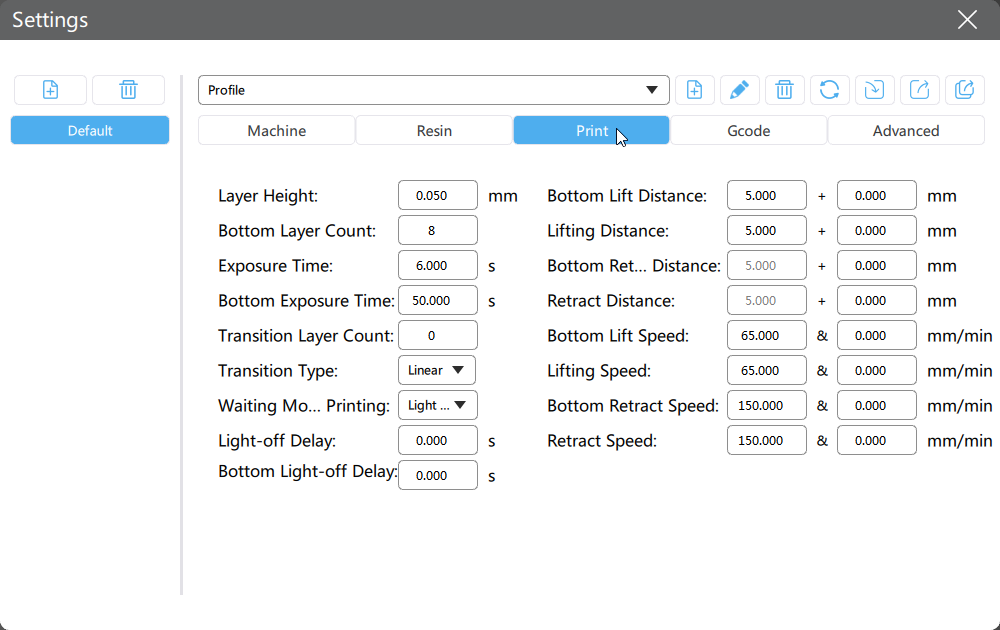 Settings
Profile
Default
Machine Resin Print Gcode Advanced
Layer Height: 0.050 mm Bottom Lift Distance: 5.000 + 0.000 mm
Bottom Layer Count: 8 Lifting Distance: 5.000 + 0.000 mm
Exposure Time: 6.000 s Bottom Ret... Distance: 5.000 + 0.000 mm
Bottom Exposure Time: 50.000 s Retract Distance: 5.000 + 0.000 mm
Transition Layer Count: 0 Bottom Lift Speed: 65.000 & 0.000 mm/min
Transition Type: Linear Lifting Speed: 65.000 & 0.000 mm/min
Waiting Mo... Printing: Light ... Bottom Retract Speed: 150.000 & 0.000 mm/min
Light-off Delay: 0.000 s Retract Speed: 150.000 & 0.000 mm/min
Bottom Light-off Delay: 0.000 s